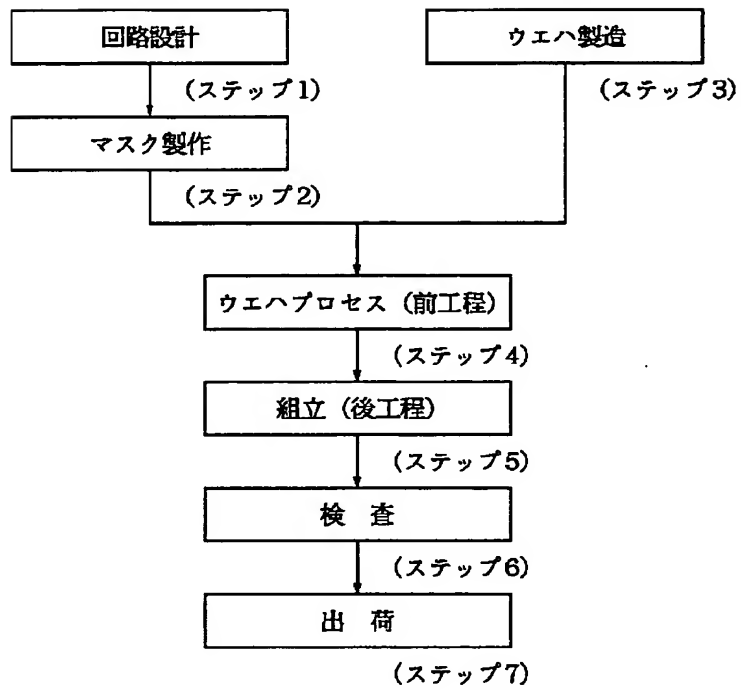 回路設計
ウエハ製造
(ステップ1)
(ステップ3)
マスク製作
(ステップ2)
ウエハプロセス (前工程)
(ステップ4)
組立 (後工程)
(ステップ5)
検 査
(ステップ6)
出 荷
(ステップ7)